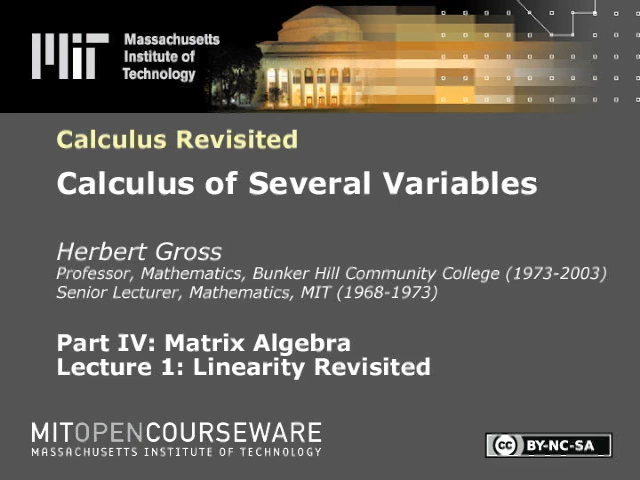 MIT
Massachusetts
Institute of
Technology
Calculus Revisited
Calculus of Several Variables
Herbert Gross
Professor, Mathematics, Bunker Hill Community College (1973-2003)
Senior Lecturer, Mathematics, MIT (1968-1973)
Part IV: Matrix Algebra
Lecture 1: Linearity Revisited
MITOPENCOURSEWARE
MASSACHUSETTS INSTITUTE OF TECHNOLOGY
cc BY-NC-SA